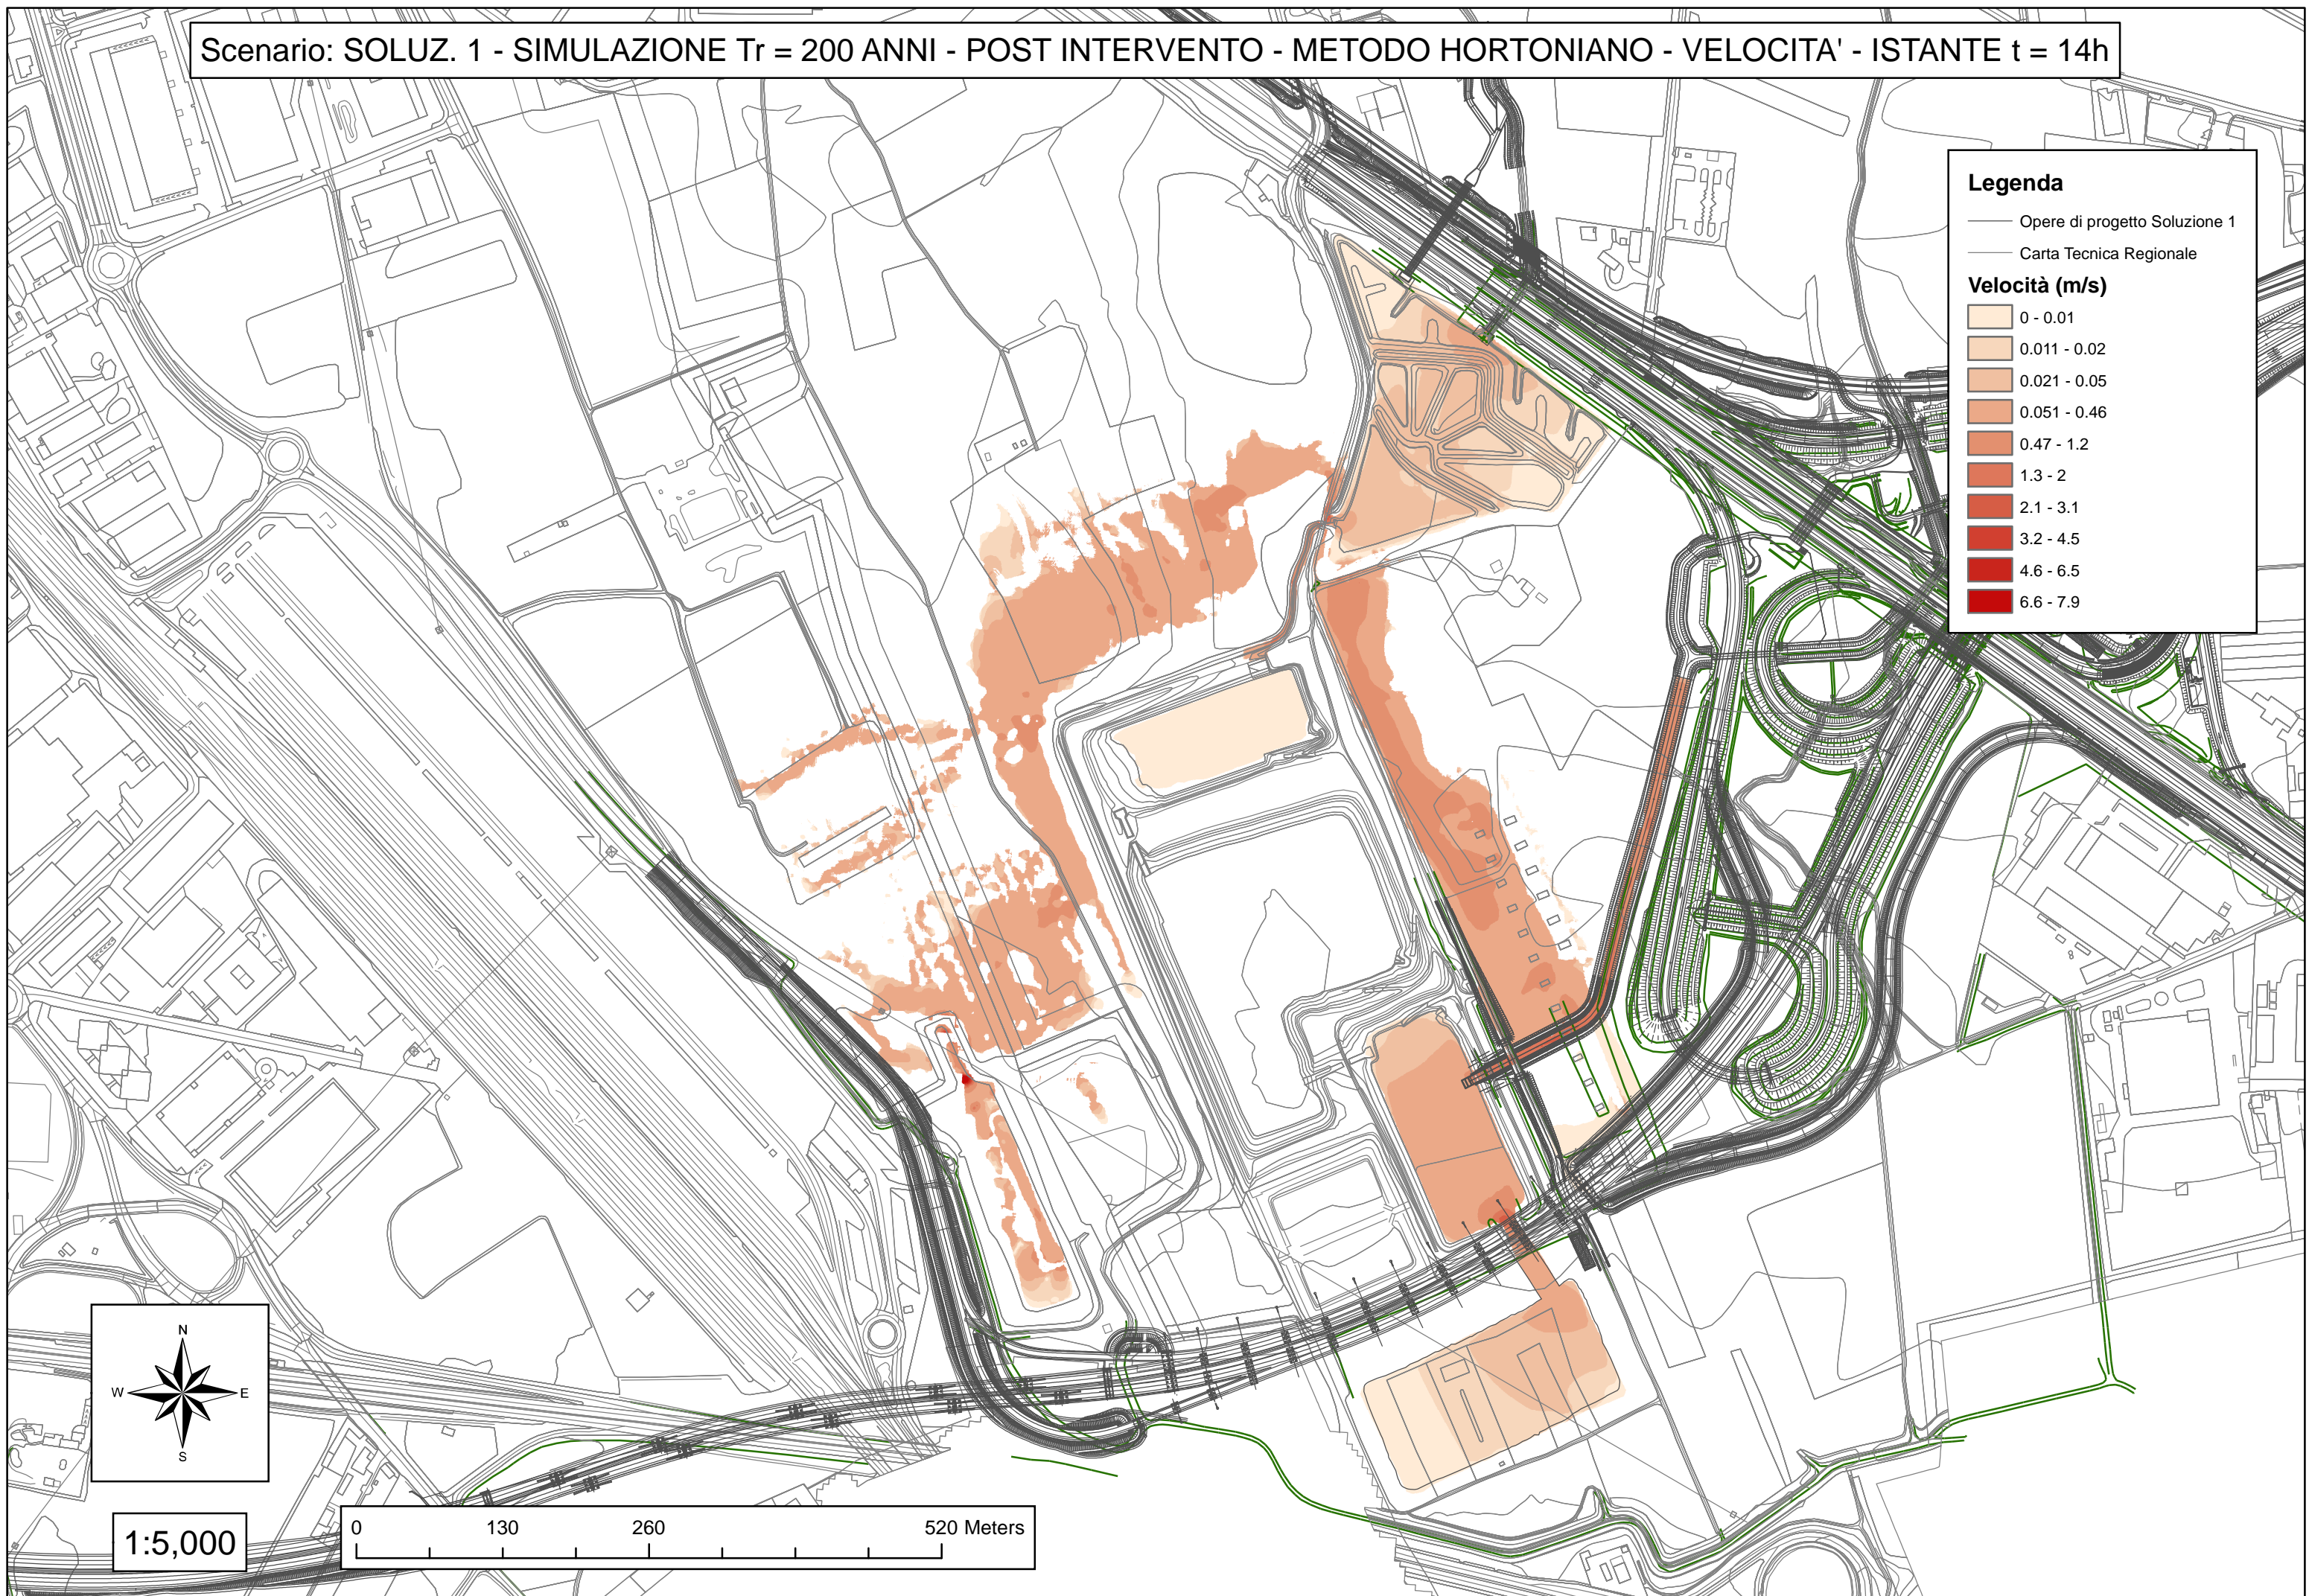 Scenario: SOLUZ. 1 - SIMULAZIONE Tr = 200 ANNI - POST INTERVENTO - METODO HORTONIANO - VELOCITA' - ISTANTE t = 14h
Legenda
Opere di progetto Soluzione 1
Carta Tecnica Regionale
Velocità (m/s)
0 - 0.01
0.011 - 0.02
0.021 - 0.05
0.051 - 0.46
0.47 - 1.2
1.3 - 2
2.1 - 3.1
3.2 - 4.5
4.6 - 6.5
6.6 - 7.9
N
W E
S
1:5,000
0 130 260 520 Meters